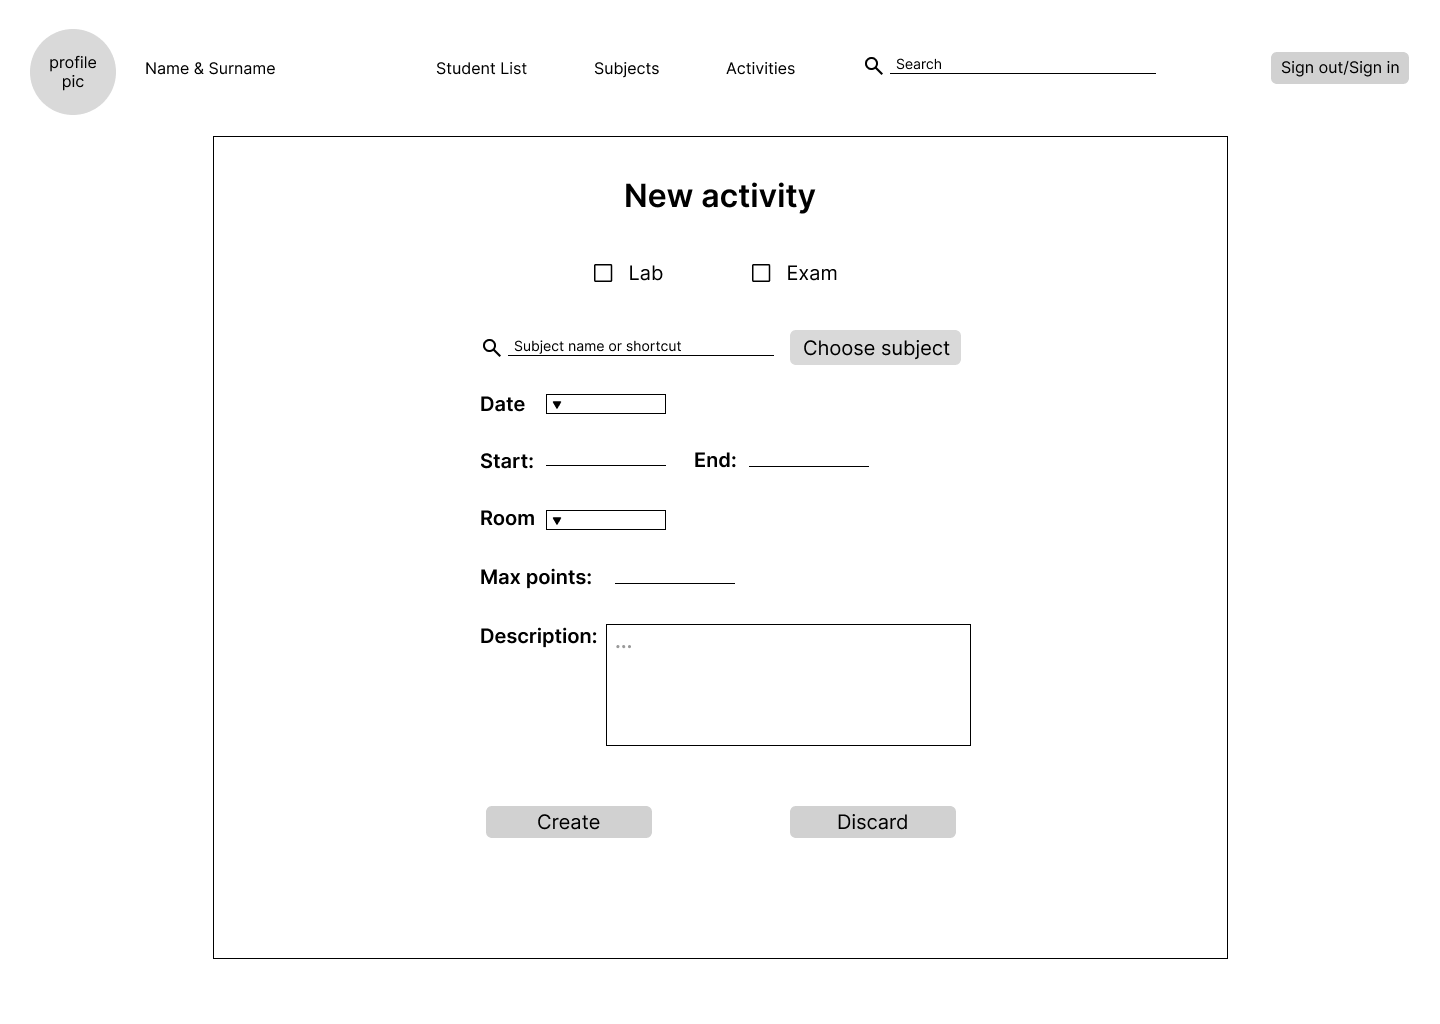 profile
pic
Name & Surname
Student List
Subjects
Activities
Search
Sign out/Sign in
New activity
Lab
Exam
Subject name or shortcut
Choose subject
Date
Start:
End:
Room
Max points:
Description:
...
Create
Discard